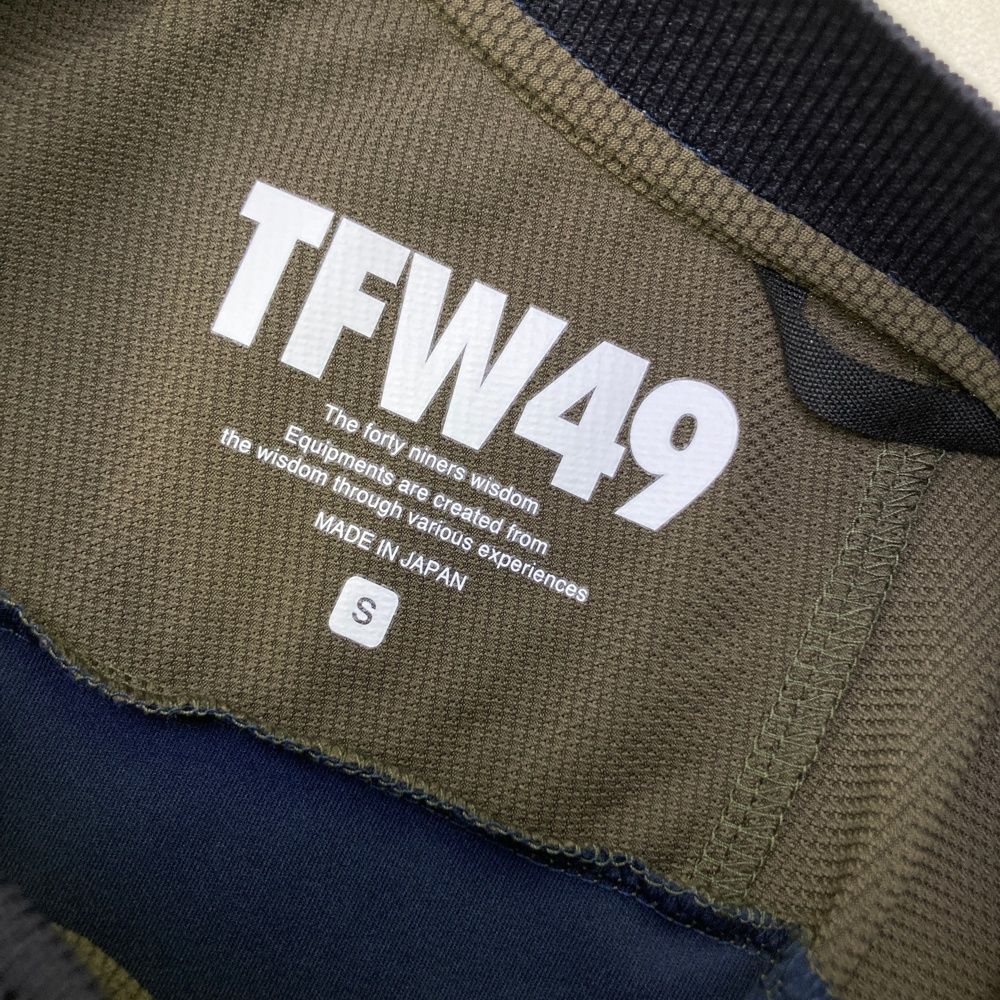 TFW49
The forty niners wisdom
Equipments are created from
the wisdom through various experiences
MADE IN JAPAN
S